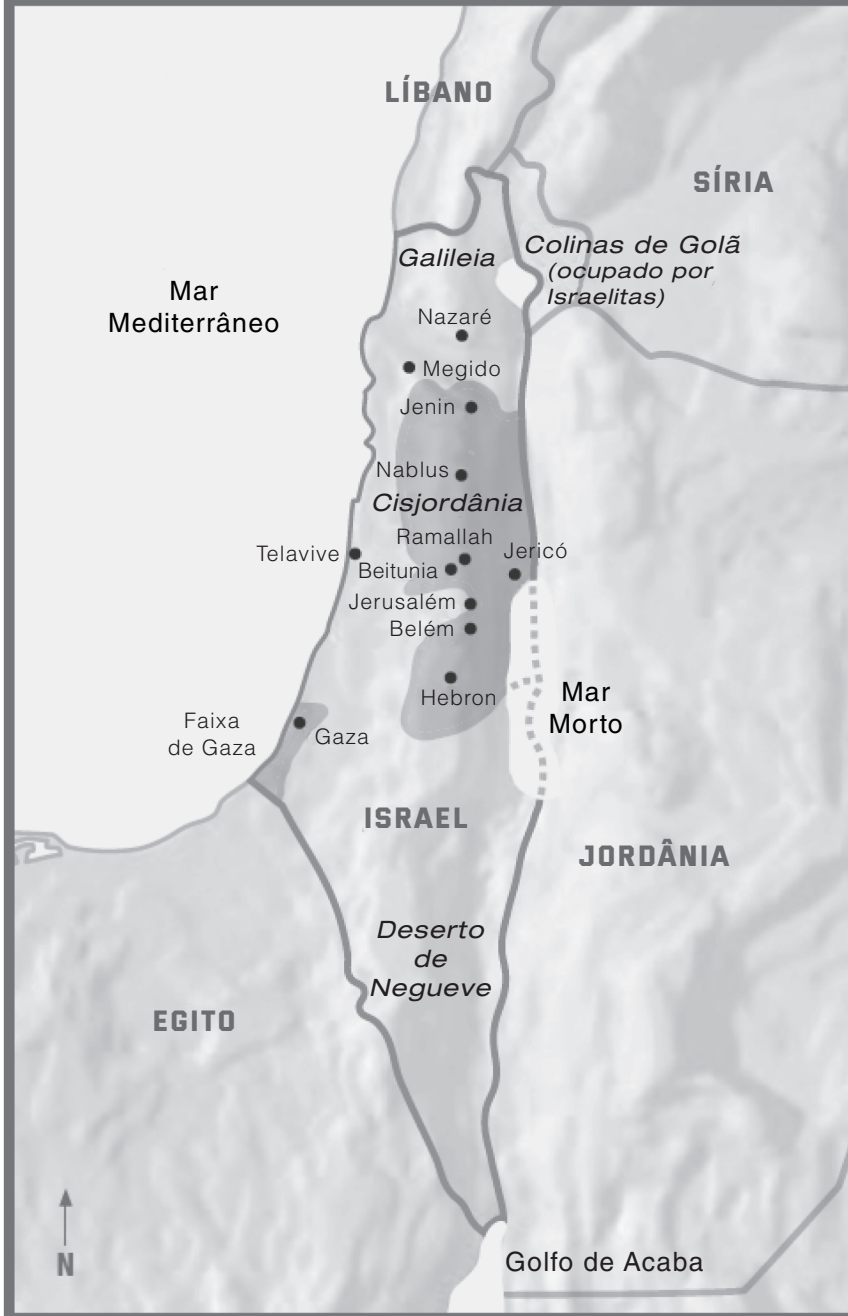 LÍBANO
SÍRIA
Galileia
Colinas de Golã
(ocupado por
Israelitas)
Mar
Mediterrâneo
Nazaré
Megido
Jenin
Nablus
Cisjordânia
Ramallah
Telavive
Jericó
Beitunia
Jerusalém
Belém
Hebron
Mar
Morto
Faixa
de Gaza
Gaza
ISRAEL
JORDÂNIA
Deserto
de
Negueve
EGITO
N
Golfo de Acaba